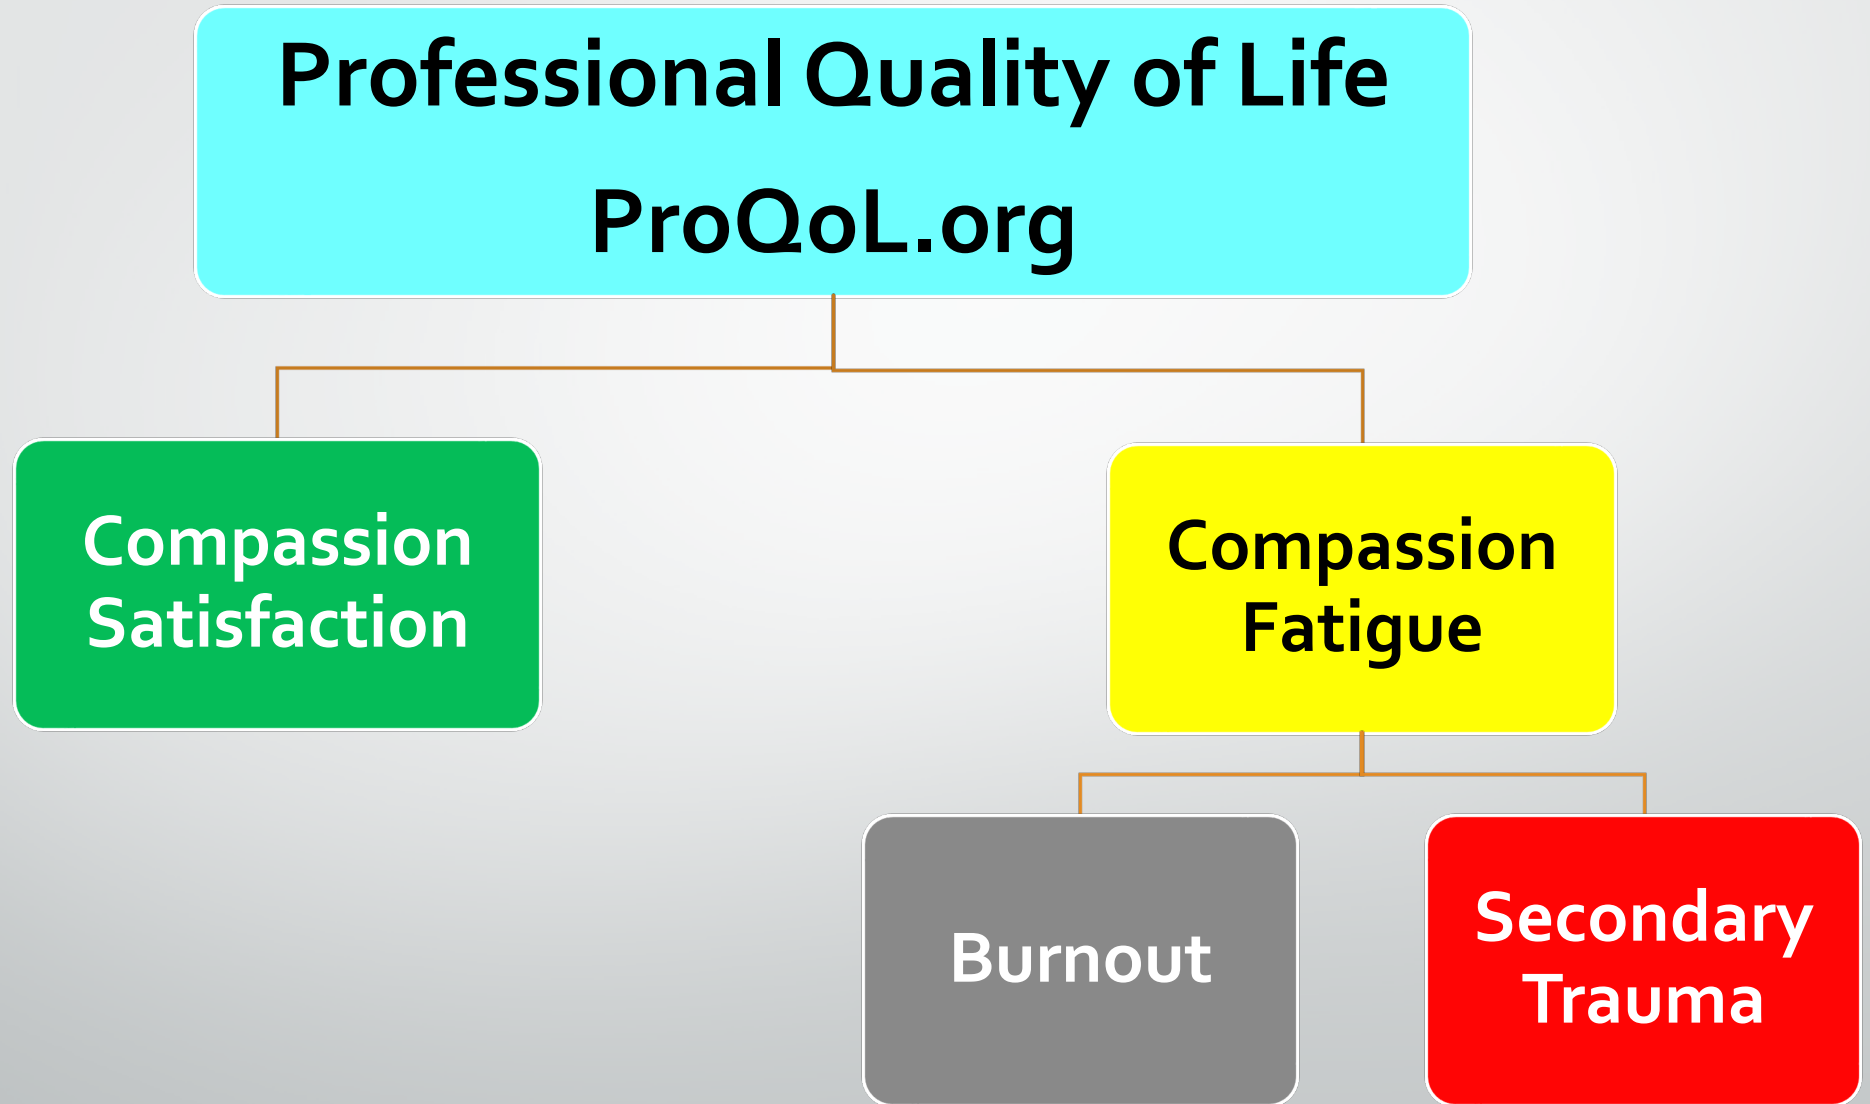 Professional Quality of Life
ProQoL.org
Compassion
Satisfaction
Compassion
Fatigue
Burnout
Secondary
Trauma